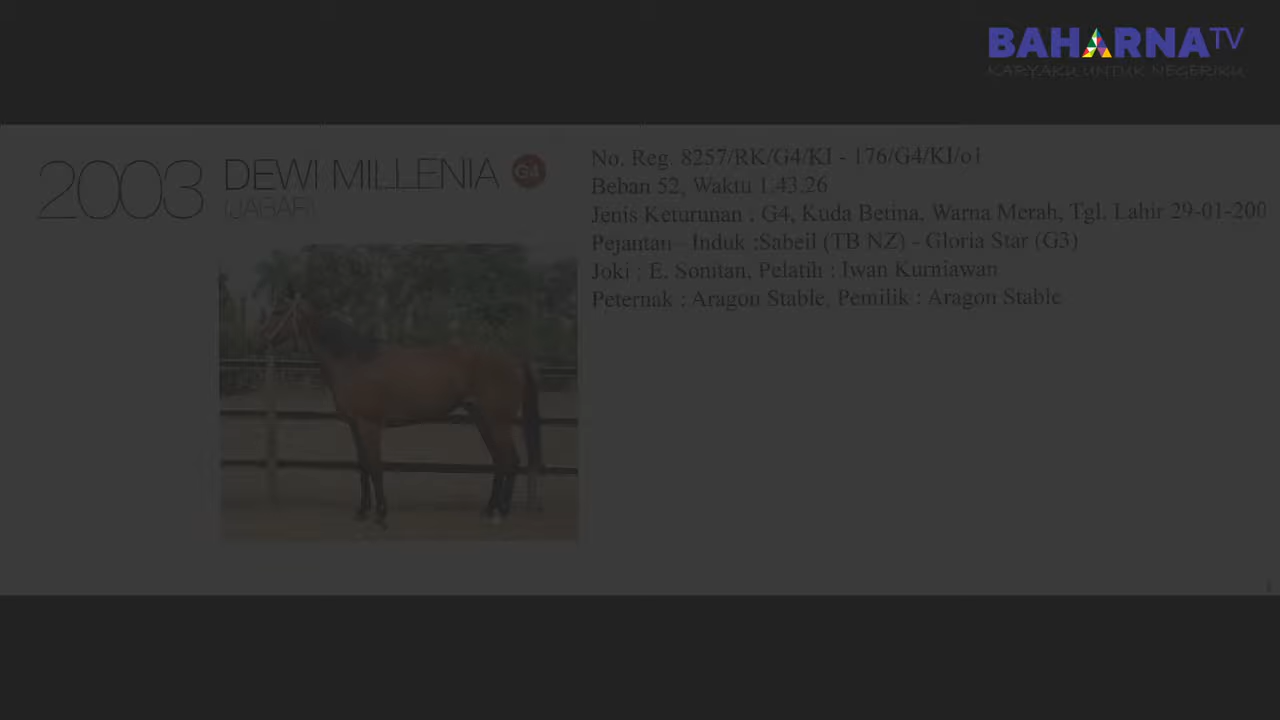 BAHARNATV
KARYAKU UNTUK NEGERIKU
2003
DEWI MILLENIA G4
(JABAR)
No. Reg. 8257/RK/G4/KI - 176/G4/KI/o1
Beban 52, Waktu 1:43.26
Jenis Keturunan : G4, Kuda Betina, Warna Merah, Tgl. Lahir 29-01-200
Pejantan - Induk :Sabeil (TB NZ) - Gloria Star (G3)
Joki : E. Sonitan, Pelatih : Iwan Kurniawan
Peternak : Aragon Stable, Pemilik : Aragon Stable